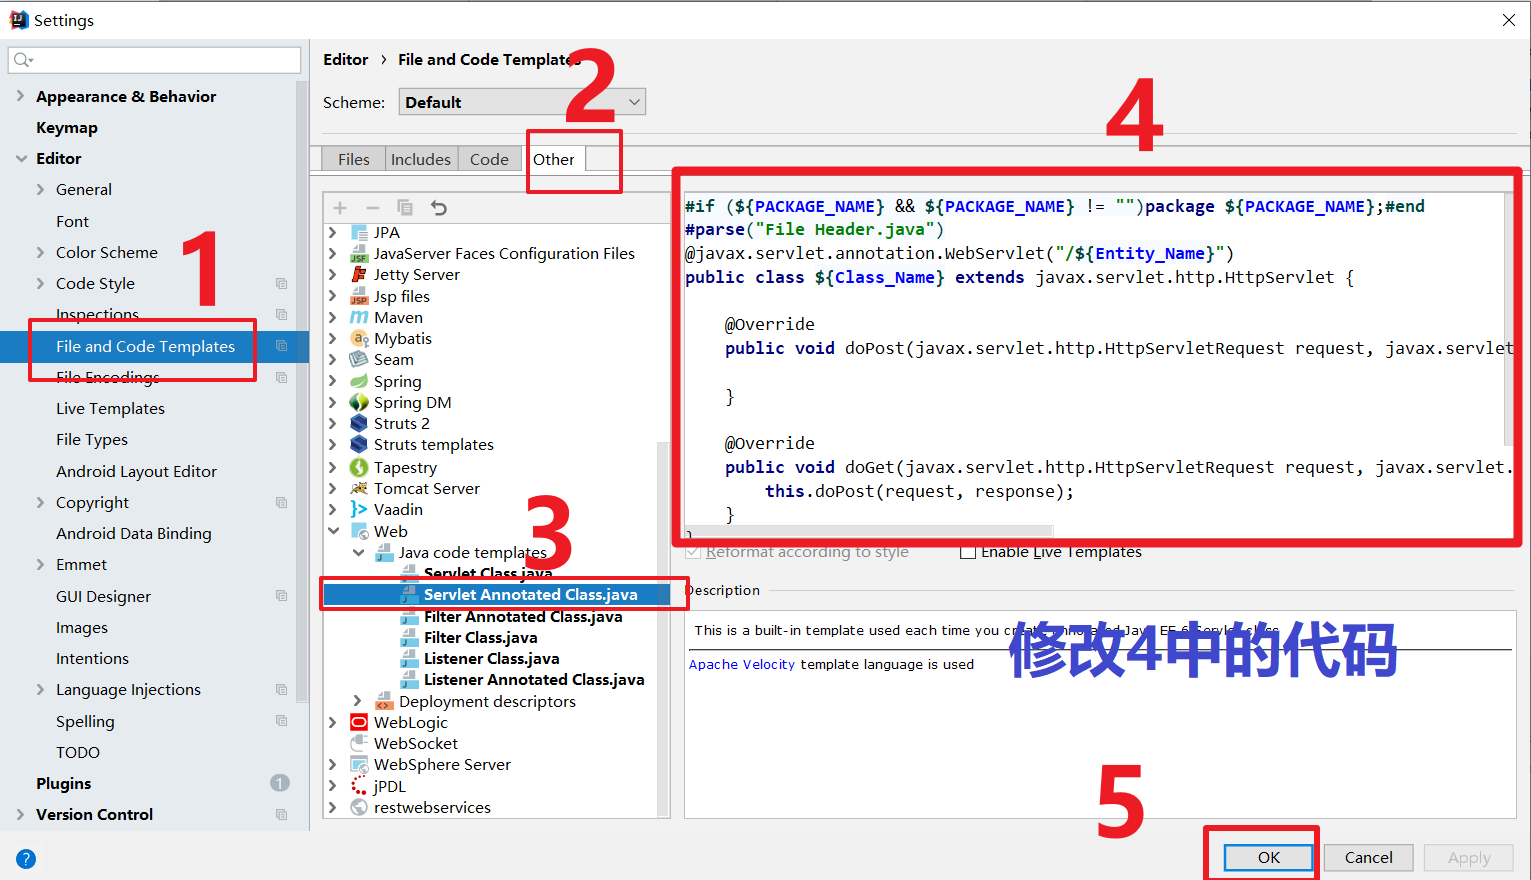 Settings
Appearance & Behavior
Keymap
Editor
General
Font
Color Scheme
Code Style
Inspections
File and Code Templates
File Encodings
Live Templates
File Types
Android Layout Editor
Copyright
Android Data Binding
Emmet
GUI Designer
Images
Intentions
Language Injections
Spelling
TODO
Plugins 1
Version Control
?
1
Editor › File and Code Templates
2
Scheme: Default
Files Includes Code Other
JPA
JavaServer Faces Configuration Files
Jetty Server
Jsp files
Maven
Mybatis
Seam
Spring
Spring DM
Struts 2
Struts templates
Tapestry
Tomcat Server
Vaadin
Web
Java code templates
3
Servlet Class.java
Servlet Annotated Class.java
Filter Annotated Class.java
Filter Class.java
Listener Class.java
Listener Annotated Class.java
Deployment descriptors
WebLogic
WebSocket
WebSphere Server
jPDL
restwebservices
4
#if (${PACKAGE_NAME} && ${PACKAGE_NAME} != "")package ${PACKAGE_NAME};#end
#parse("File Header.java")
@javax.servlet.annotation.WebServlet("/${Entity_Name}")
public class ${Class_Name} extends javax.servlet.http.HttpServlet {
@Override
public void doPost(javax.servlet.http.HttpServletRequest request, javax.servlet
}
@Override
public void doGet(javax.servlet.http.HttpServletRequest request, javax.servlet.
this.doPost(request, response);
}
}
Reformat according to style Enable Live Templates
Description
This is a built-in template used each time you create annotated Java EE 6 Servlet class
修改4中的代码
Apache Velocity template language is used
5
OK Cancel Apply